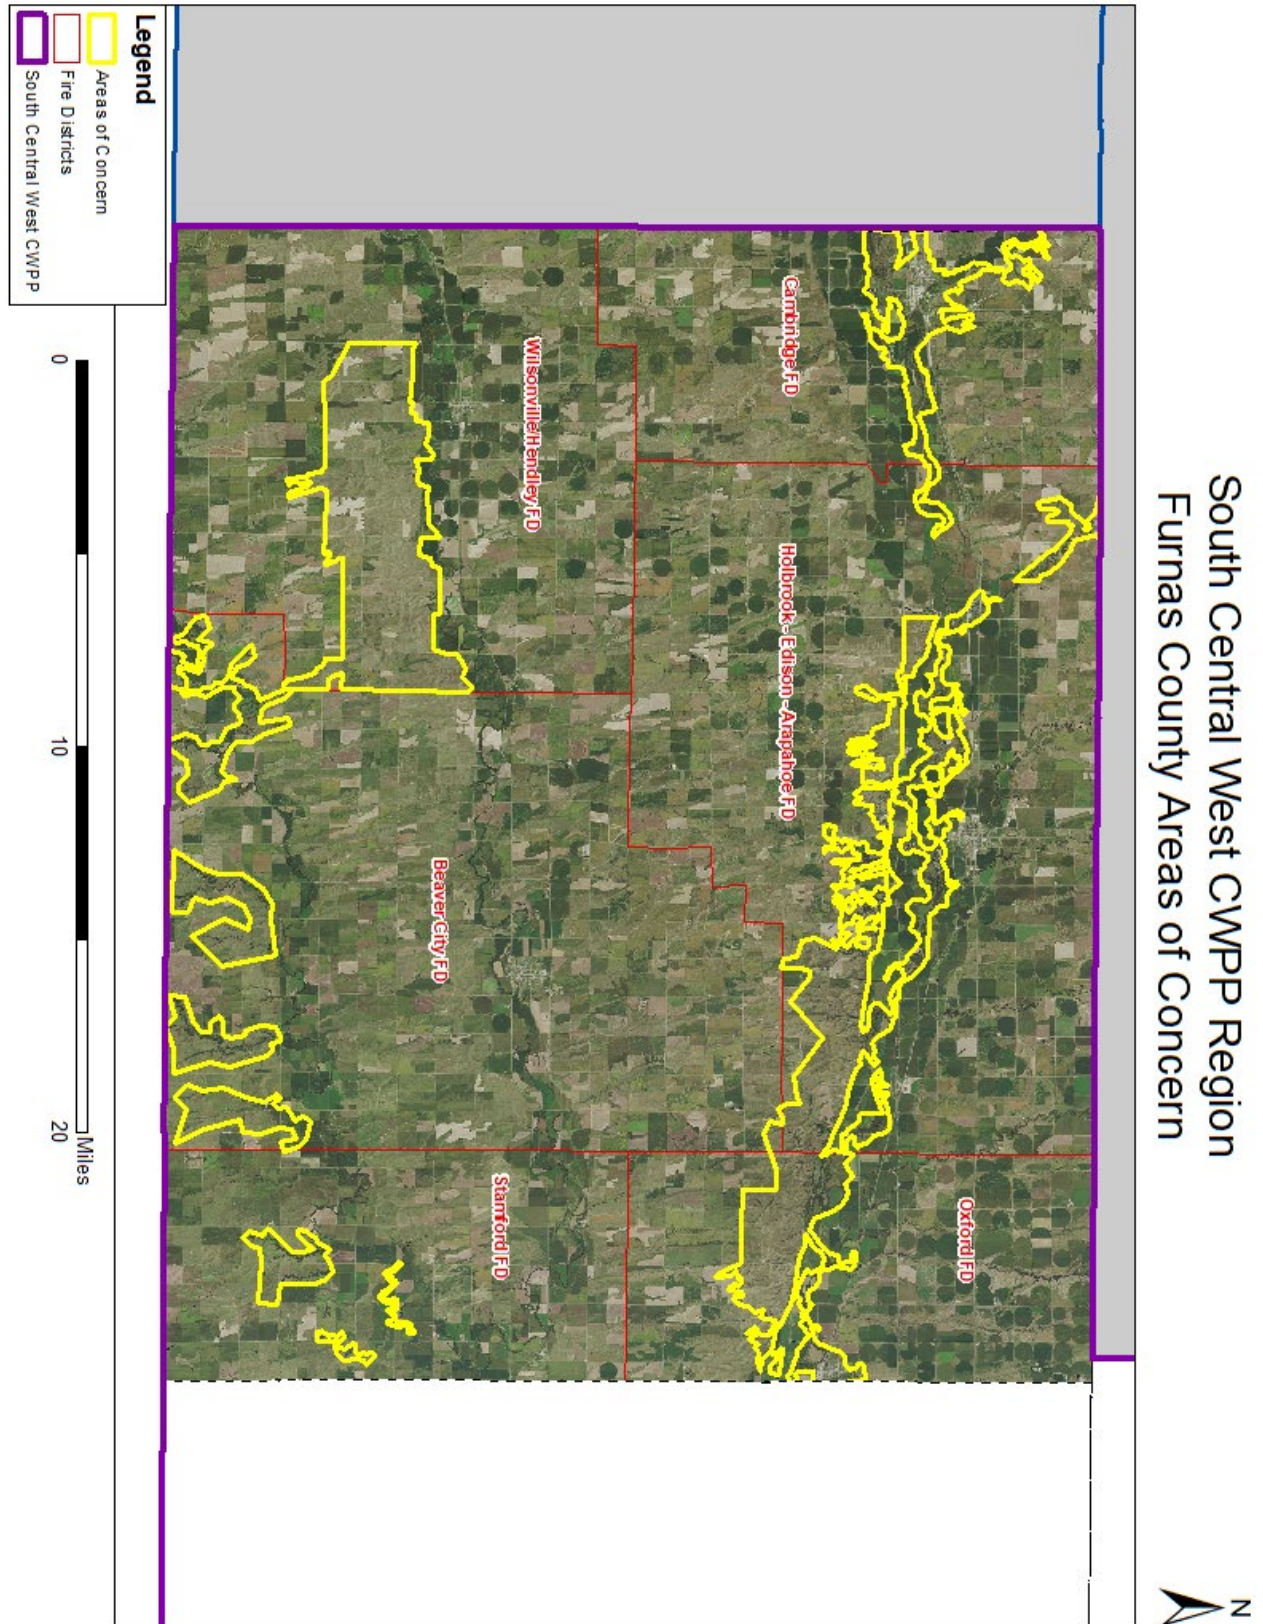 South Central West CWPP Region
Furnas County Areas of Concern
N
Cambridge FD
Holbrook - Edison - Arapahoe FD
Oxford FD
Wilsonville/Hendley FD
Beaver City FD
Stamford FD
Legend
Areas of Concern
Fire Districts
South Central West CWPP
0 10 20
Miles